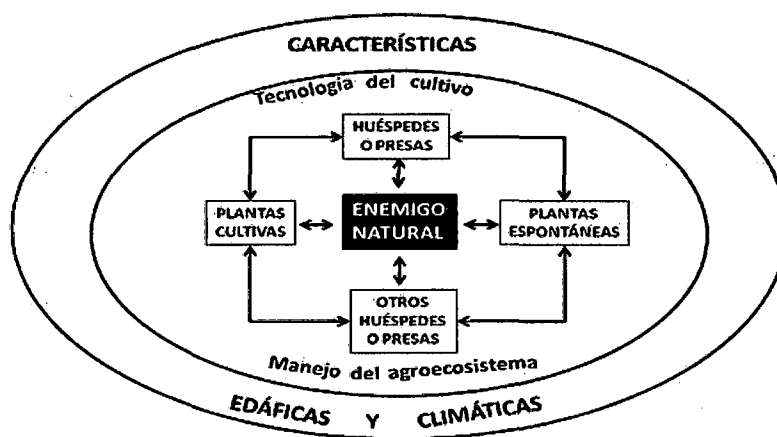 CARACTERÍSTICAS
Tecnología del cultivo
HUÉSPEDES
O PRESAS
PLANTAS
CULTIVAS
ENEMIGO
NATURAL
PLANTAS
ESPONTÁNEAS
OTROS
HUÉSPEDES
O PRESAS
Manejo del agroecosistema
EDÁFICAS Y CLIMÁTICAS